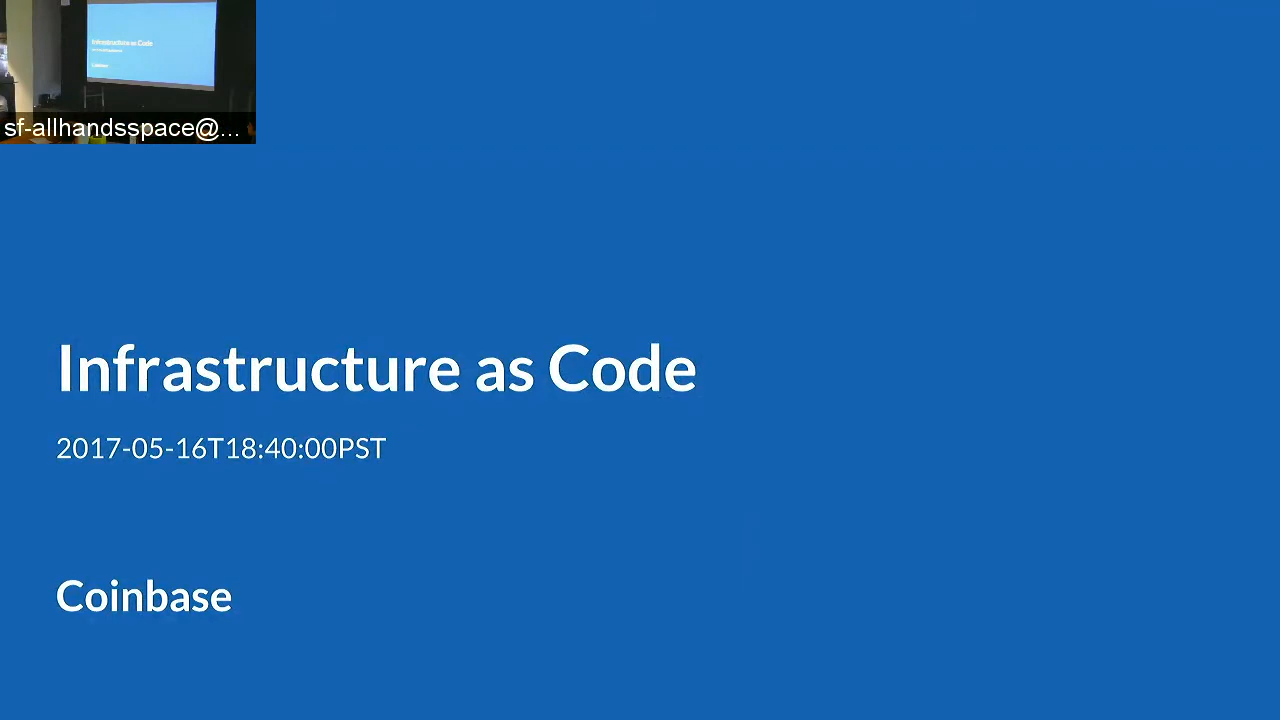 sf-allhandsspace@...
Infrastructure as Code
2017-05-16T18:40:00PST
Coinbase